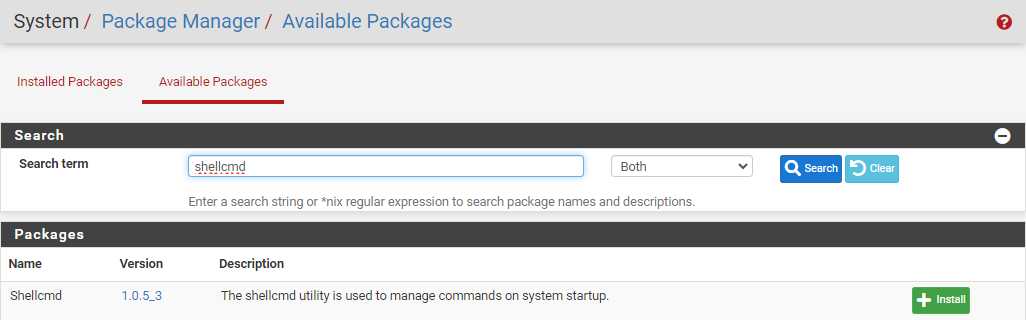 System / Package Manager / Available Packages
Installed Packages Available Packages
Search
Search term shellcmd Both Search Clear
Enter a search string or *nix regular expression to search package names and descriptions.
Packages
Name Version Description
Shellcmd 1.0.5_3 The shellcmd utility is used to manage commands on system startup. Install